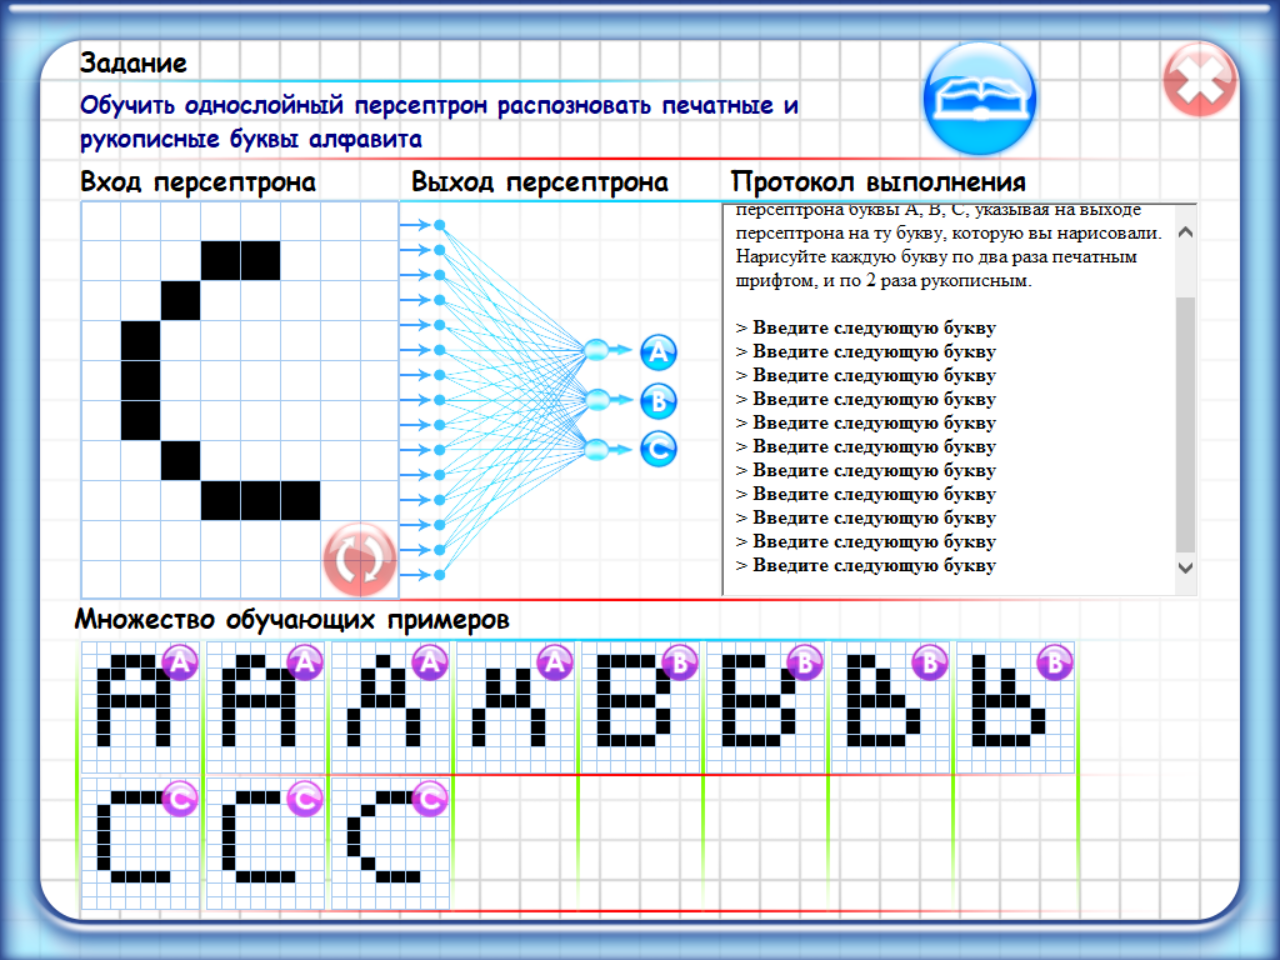 Задание
Обучить однослойный персептрон распозновать печатные и
рукописные буквы алфавита
Вход персептрона
Выход персептрона
Протокол выполнения
A
B
C
персептрона буквы A, B, C, указывая на выходе
персептрона на ту букву, которую вы нарисовали.
Нарисуйте каждую букву по два раза печатным
шрифтом, и по 2 раза рукописным.
> Введите следующую букву
> Введите следующую букву
> Введите следующую букву
> Введите следующую букву
> Введите следующую букву
> Введите следующую букву
> Введите следующую букву
> Введите следующую букву
> Введите следующую букву
> Введите следующую букву
> Введите следующую букву
Множество обучающих примеров
A A A A B B B B
C C C